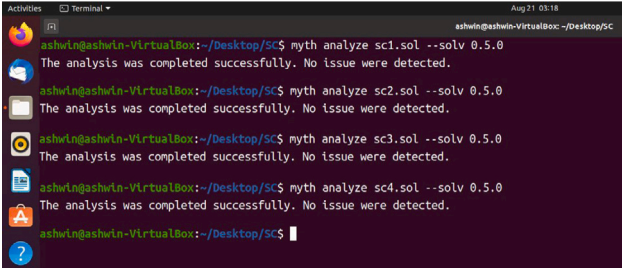 Activities
Terminal
Aug 21 03:18
ashwin@ashwin-VirtualBox: ~/Desktop/SC
ashwin@ashwin-VirtualBox:~/Desktop/SC$ myth analyze sc1.sol --solv 0.5.0
The analysis was completed successfully. No issue were detected.
ashwin@ashwin-VirtualBox:~/Desktop/SC$ myth analyze sc2.sol --solv 0.5.0
The analysis was completed successfully. No issue were detected.
ashwin@ashwin-VirtualBox:~/Desktop/SC$ myth analyze sc3.sol --solv 0.5.0
The analysis was completed successfully. No issue were detected.
ashwin@ashwin-VirtualBox:~/Desktop/SC$ myth analyze sc4.sol --solv 0.5.0
The analysis was completed successfully. No issue were detected.
ashwin@ashwin-VirtualBox:~/Desktop/SC$